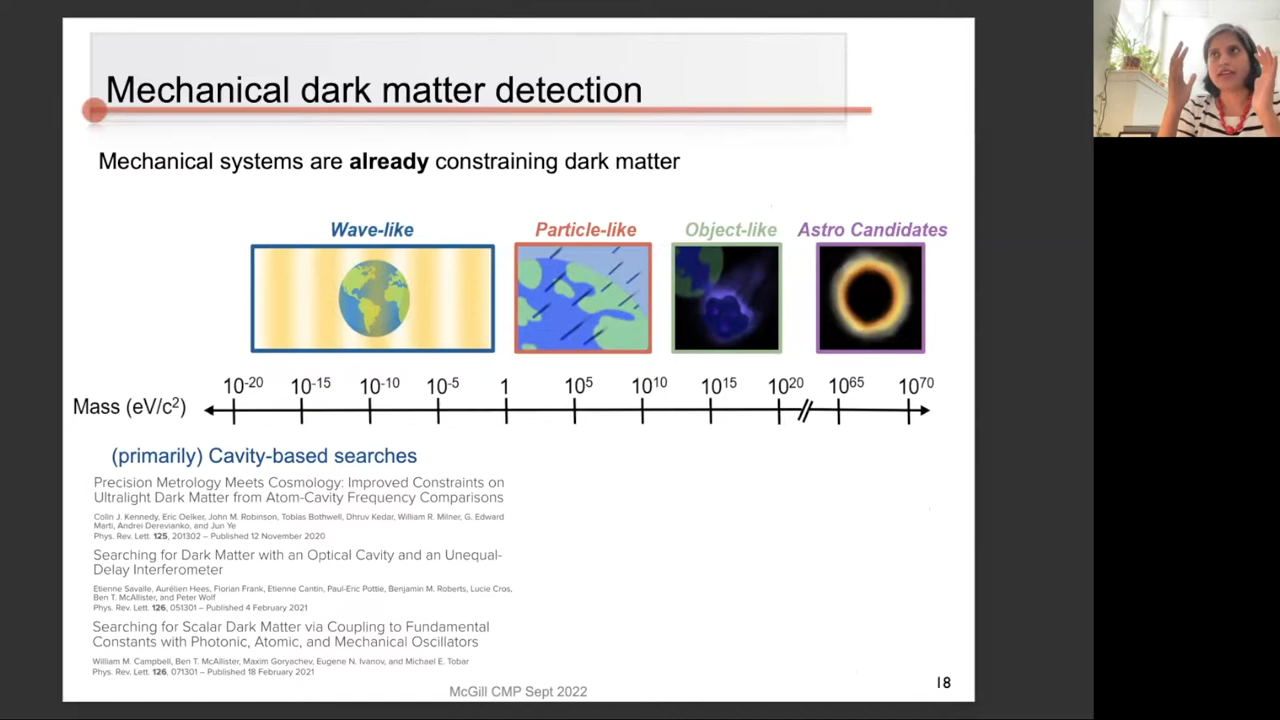 Mechanical dark matter detection
Mechanical systems are already constraining dark matter
Wave-like Particle-like Object-like Astro Candidates
10-20 10-15 10-10 10-5 1 105 1010 1015 1020 1065 1070
Mass (eV/c2)
(primarily) Cavity-based searches
Precision Metrology Meets Cosmology: Improved Constraints on
Ultralight Dark Matter from Atom-Cavity Frequency Comparisons
Colin J. Kennedy, Eric Oelker, John M. Robinson, Tobias Bothwell, Dhruv Kedar, William R. Milner, G. Edward
Marti, Andrei Derevianko, and Jun Ye
Phys. Rev. Lett. 125, 201302 – Published 12 November 2020
Searching for Dark Matter with an Optical Cavity and an Unequal-
Delay Interferometer
Etienne Savalle, Aurélien Hees, Florian Frank, Etienne Cantin, Paul-Eric Pottie, Benjamin M. Roberts, Lucie Cros,
Ben T. McAllister, and Peter Wolf
Phys. Rev. Lett. 126, 051301 – Published 4 February 2021
Searching for Scalar Dark Matter via Coupling to Fundamental
Constants with Photonic, Atomic, and Mechanical Oscillators
William M. Campbell, Ben T. McAllister, Maxim Goryachev, Eugene N. Ivanov, and Michael E. Tobar
Phys. Rev. Lett. 126, 071301 – Published 18 February 2021
McGill CMP Sept 2022
18